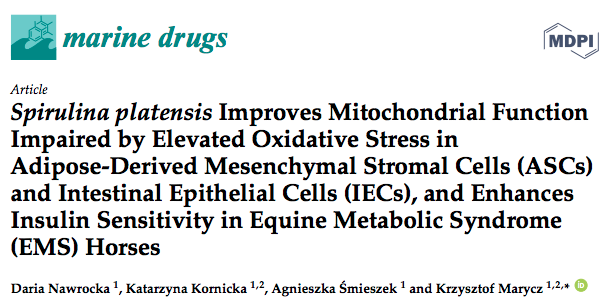 marine drugs
MDPI
Article
Spirulina platensis Improves Mitochondrial Function
Impaired by Elevated Oxidative Stress in
Adipose-Derived Mesenchymal Stromal Cells (ASCs)
and Intestinal Epithelial Cells (IECs), and Enhances
Insulin Sensitivity in Equine Metabolic Syndrome
(EMS) Horses
Daria Nawrocka 1, Katarzyna Kornicka 1,2, Agnieszka Śmieszek 1 and Krzysztof Marycz 1,2,* iD